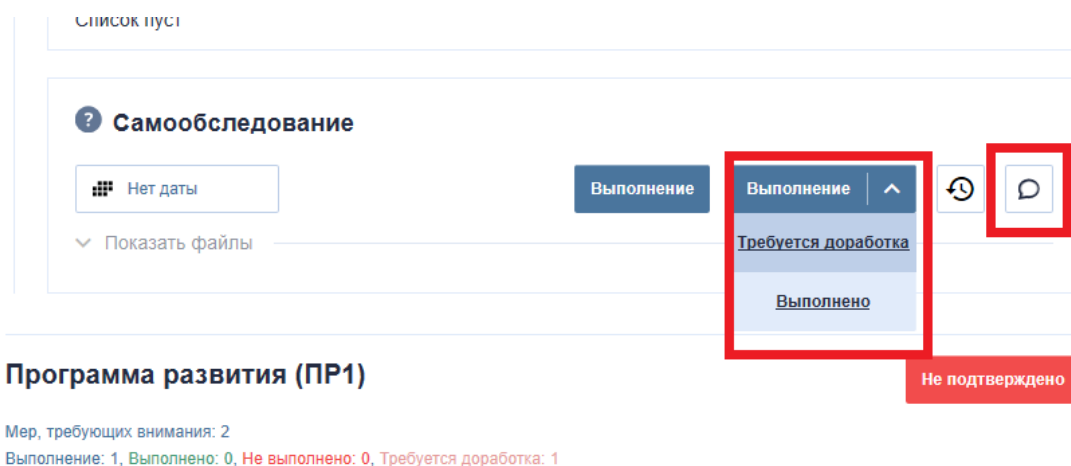 Список пуст
? Самообследование
Нет даты
Выполнение
Выполнение
Показать файлы
Требуется доработка
Выполнено
Программа развития (ПР1)
Не подтверждено
Мер, требующих внимания: 2
Выполнение: 1, Выполнено: 0, Не выполнено: 0, Требуется доработка: 1